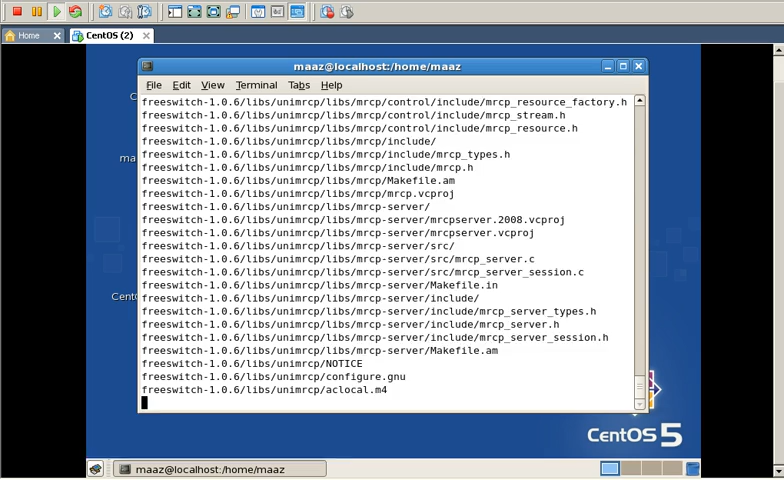 Home
CentOS (2)
maaz@localhost:/home/maaz
File Edit View Terminal Tabs Help
freeswitch-1.0.6/libs/unimrcp/libs/mrcp/control/include/mrcp_resource_factory.h
freeswitch-1.0.6/libs/unimrcp/libs/mrcp/control/include/mrcp_stream.h
freeswitch-1.0.6/libs/unimrcp/libs/mrcp/control/include/mrcp_resource.h
freeswitch-1.0.6/libs/unimrcp/libs/mrcp/include/
freeswitch-1.0.6/libs/unimrcp/libs/mrcp/include/mrcp_types.h
freeswitch-1.0.6/libs/unimrcp/libs/mrcp/include/mrcp.h
freeswitch-1.0.6/libs/unimrcp/libs/mrcp/Makefile.am
freeswitch-1.0.6/libs/unimrcp/libs/mrcp/mrcp.vcproj
freeswitch-1.0.6/libs/unimrcp/libs/mrcp-server/
freeswitch-1.0.6/libs/unimrcp/libs/mrcp-server/mrcpserver.2008.vcproj
freeswitch-1.0.6/libs/unimrcp/libs/mrcp-server/mrcpserver.vcproj
freeswitch-1.0.6/libs/unimrcp/libs/mrcp-server/src/
freeswitch-1.0.6/libs/unimrcp/libs/mrcp-server/src/mrcp_server.c
freeswitch-1.0.6/libs/unimrcp/libs/mrcp-server/src/mrcp_server_session.c
freeswitch-1.0.6/libs/unimrcp/libs/mrcp-server/Makefile.in
freeswitch-1.0.6/libs/unimrcp/libs/mrcp-server/include/
freeswitch-1.0.6/libs/unimrcp/libs/mrcp-server/include/mrcp_server_types.h
freeswitch-1.0.6/libs/unimrcp/libs/mrcp-server/include/mrcp_server.h
freeswitch-1.0.6/libs/unimrcp/libs/mrcp-server/include/mrcp_server_session.h
freeswitch-1.0.6/libs/unimrcp/libs/mrcp-server/Makefile.am
freeswitch-1.0.6/libs/unimrcp/NOTICE
freeswitch-1.0.6/libs/unimrcp/configure.gnu
freeswitch-1.0.6/libs/unimrcp/aclocal.m4
C
ma
Cent
CentOS 5
maaz@localhost:/home/maaz